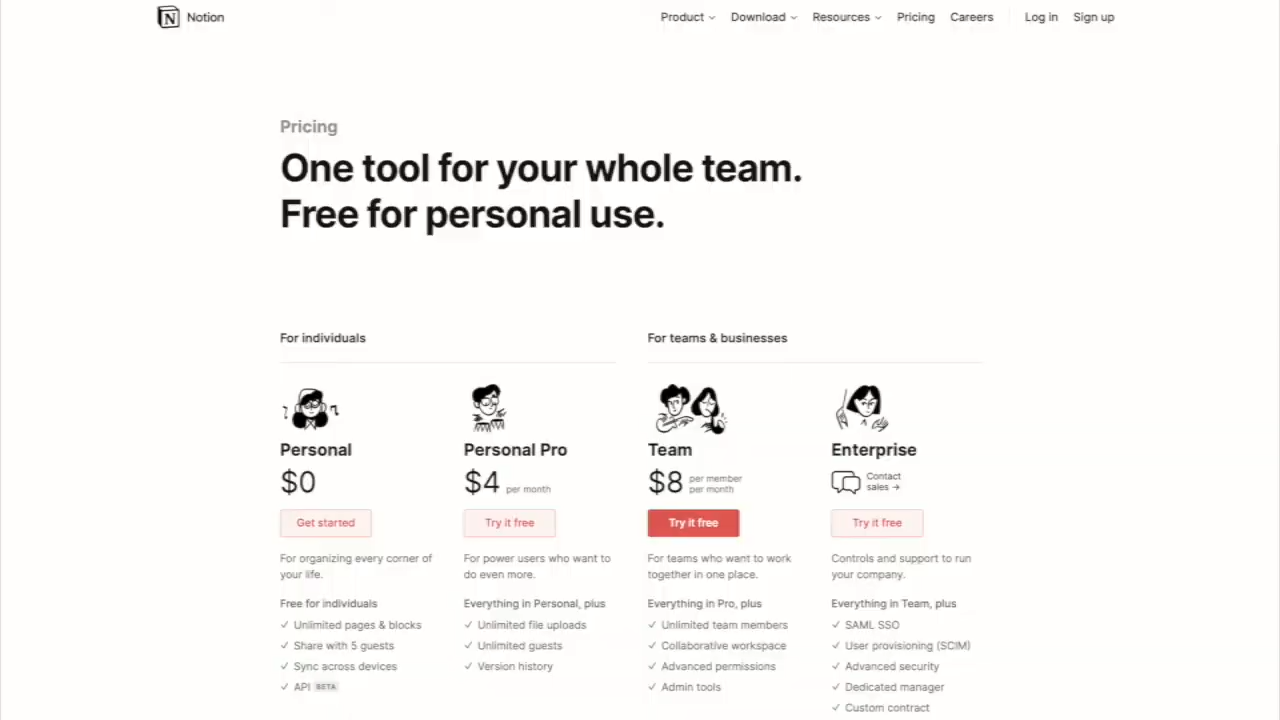 Notion
Product
Download
Resources
Pricing
Careers
Log in
Sign up
Pricing
One tool for your whole team.
Free for personal use.
For individuals
For teams & businesses
Personal
$0
Get started
For organizing every corner of
your life.
Free for individuals
✓ Unlimited pages & blocks
✓ Share with 5 guests
✓ Sync across devices
✓ API BETA
Personal Pro
$4 per month
Try it free
For power users who want to
do even more.
Everything in Personal, plus
✓ Unlimited file uploads
✓ Unlimited guests
✓ Version history
Team
$8 per member
per month
Try it free
For teams who want to work
together in one place.
Everything in Pro, plus
✓ Unlimited team members
✓ Collaborative workspace
✓ Advanced permissions
✓ Admin tools
Enterprise
Contact
sales →
Try it free
Controls and support to run
your company.
Everything in Team, plus
✓ SAML SSO
✓ User provisioning (SCIM)
✓ Advanced security
✓ Dedicated manager
✓ Custom contract